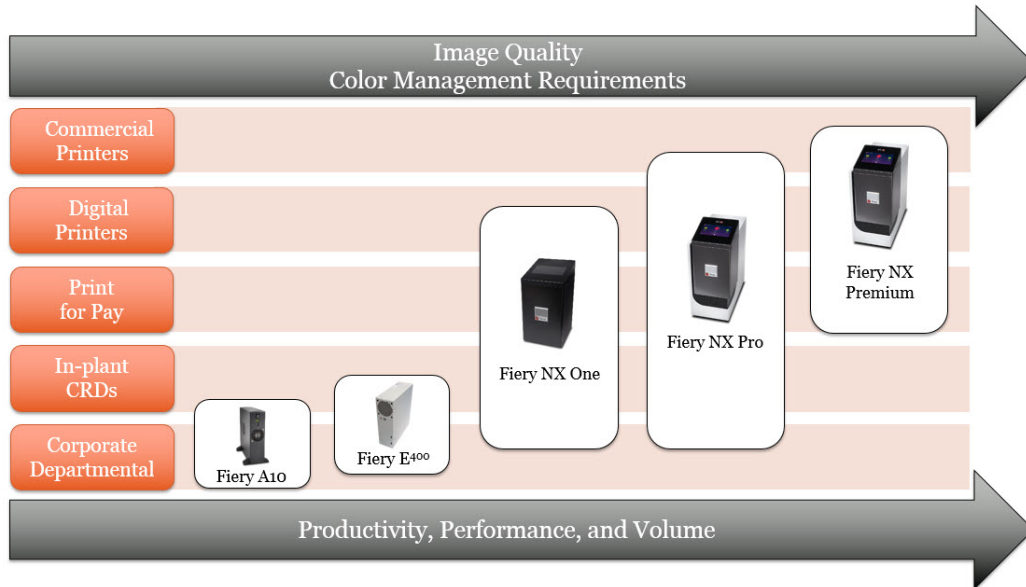 Image Quality
Color Management Requirements
Commercial
Printers
Digital
Printers
Print
for Pay
In-plant
CRDs
Corporate
Departmental
Fiery A10
Fiery E400
Fiery NX One
Fiery NX Pro
Fiery NX
Premium
Productivity, Performance, and Volume